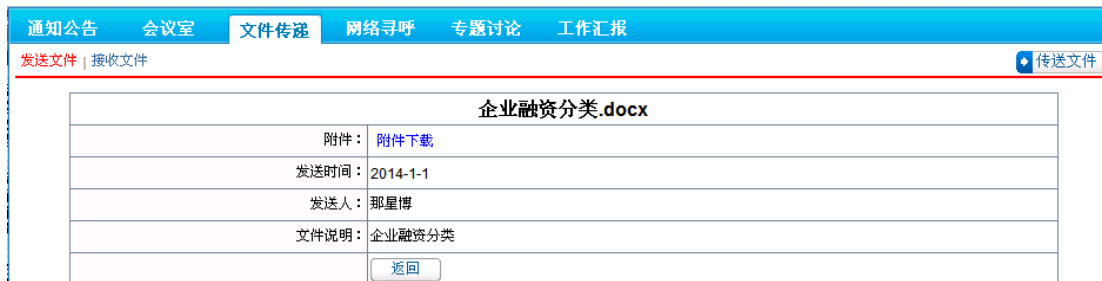 通知公告 会议室 文件传递 网络寻呼 专题讨论 工作汇报
发送文件 | 接收文件 传送文件
企业融资分类.docx
附件： 附件下载
发送时间： 2014-1-1
发送人： 那星博
文件说明： 企业融资分类
返回